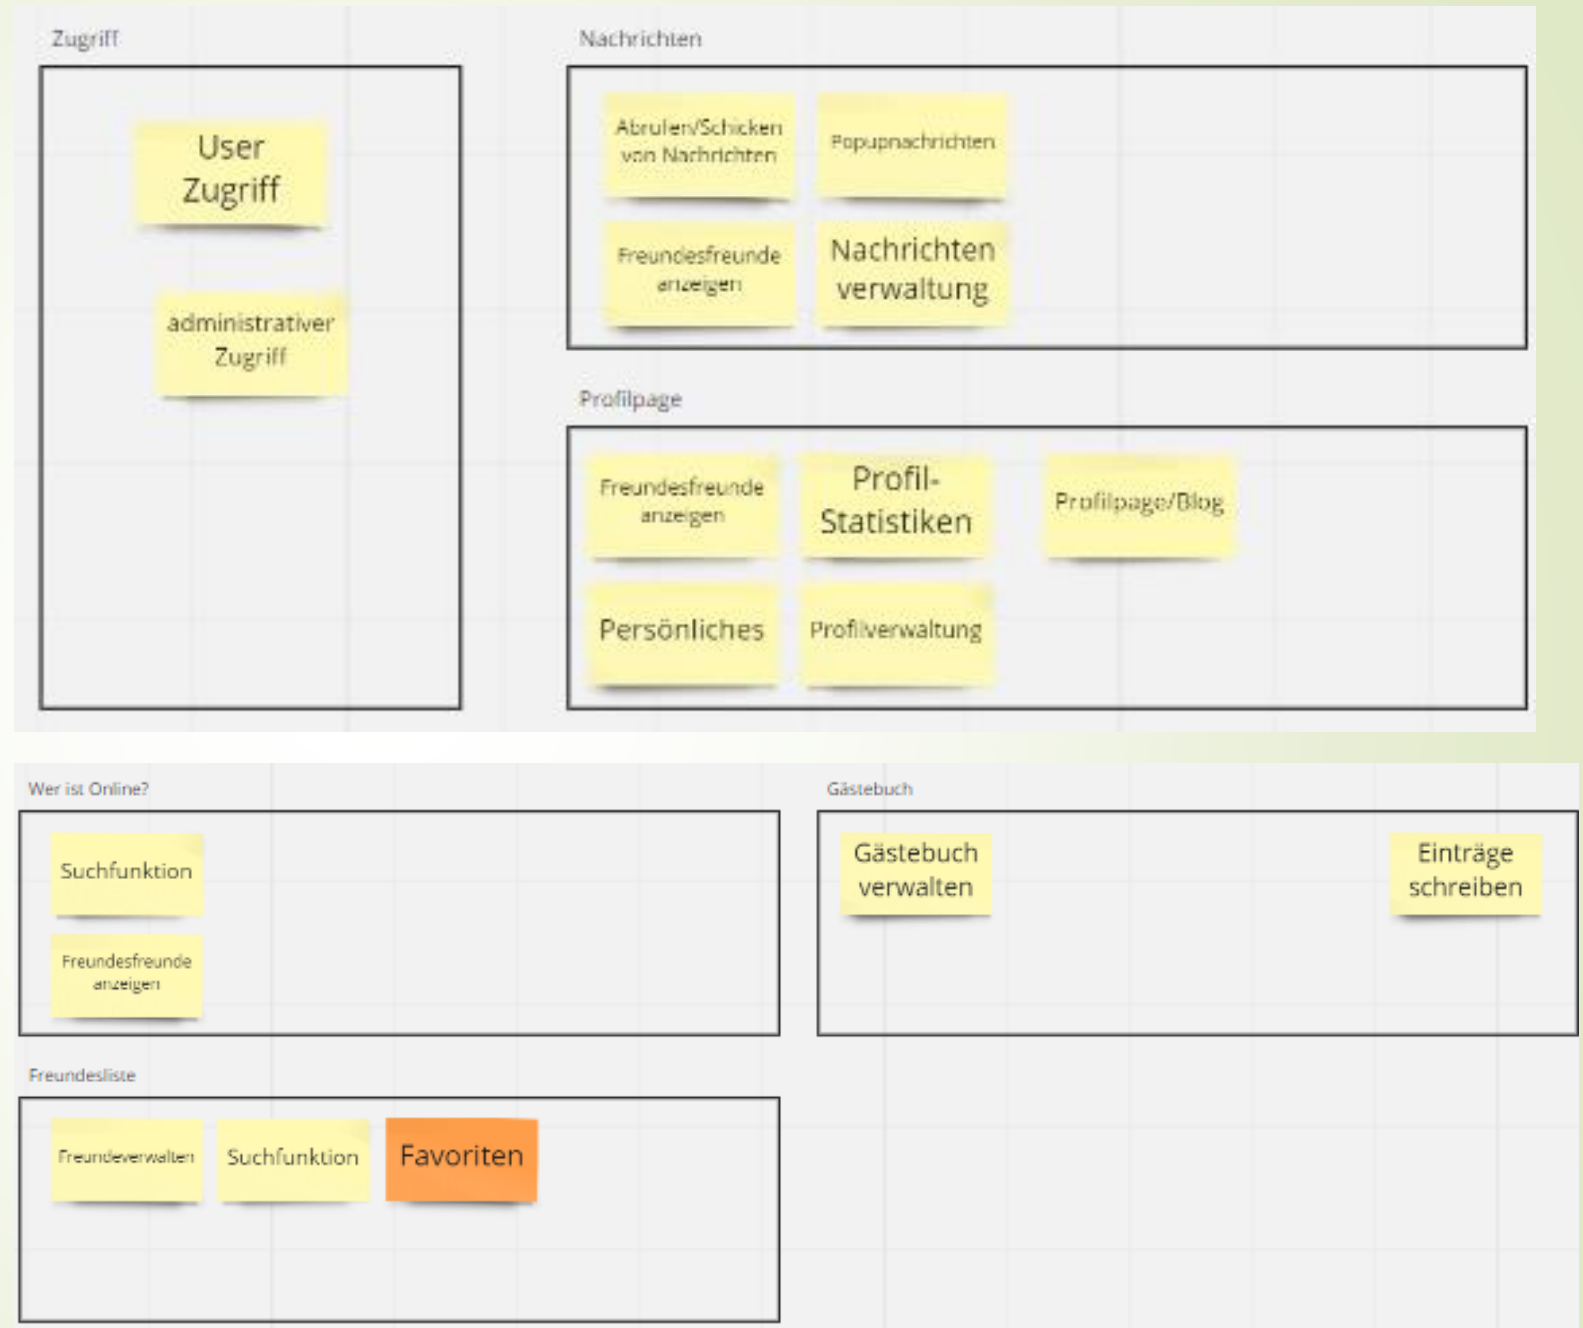 Zugriff
User
Zugriff
administrativer
Zugriff
Nachrichten
Abrufen/Schicken
von Nachrichten
Popupnachrichten
Freundesfreunde
anzeigen
Nachrichten
verwaltung
Profilpage
Freundesfreunde
anzeigen
Profil-
Statistiken
Profilpage/Blog
Persönliches
Profilverwaltung
Wer ist Online?
Suchfunktion
Freundesfreunde
anzeigen
Gästebuch
Gästebuch
verwalten
Einträge
schreiben
Freundesliste
Freundeverwalten
Suchfunktion
Favoriten